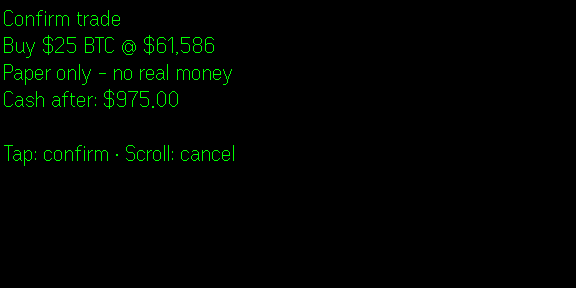 Confirm trade
Buy $25 BTC @ $61,586
Paper only - no real money
Cash after: $975.00
Tap: confirm · Scroll: cancel